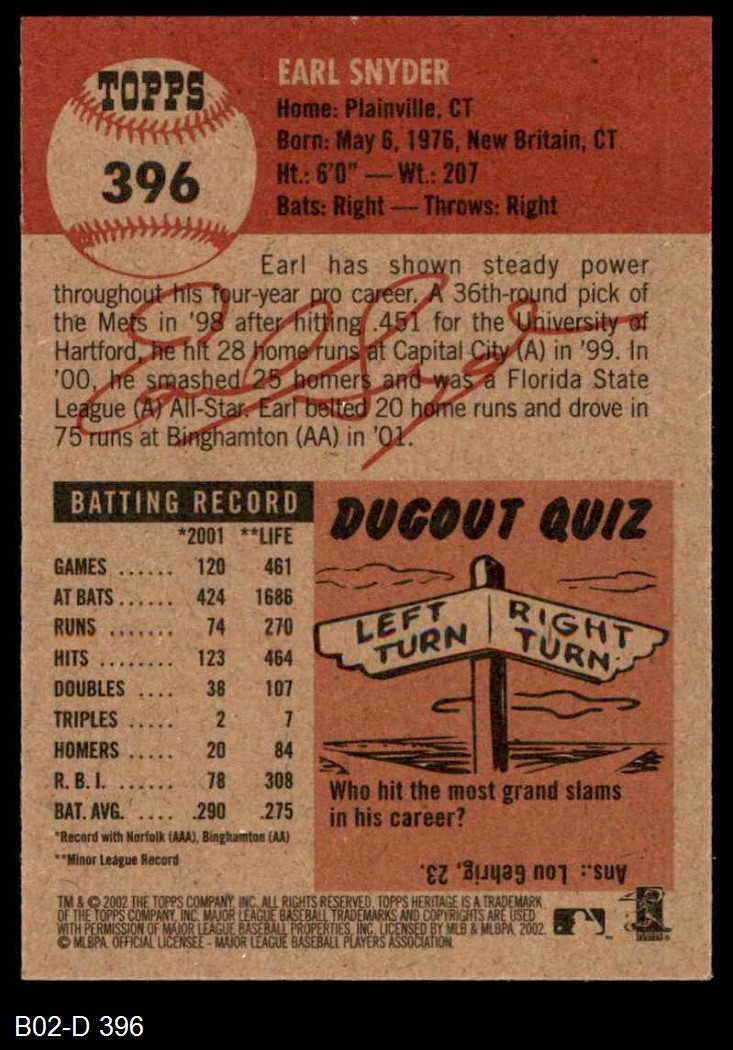 TOPPS
396
EARL SNYDER
Home: Plainville, CT
Born: May 6, 1976, New Britain, CT
Ht.: 6'0" — Wt.: 207
Bats: Right — Throws: Right
Earl has shown steady power
throughout his four-year pro career. A 36th-round pick of
the Mets in '98 after hitting .451 for the University of
Hartford, he hit 28 home runs at Capital City (A) in '99. In
'00, he smashed 25 homers and was a Florida State
League (A) All-Star. Earl belted 20 home runs and drove in
75 runs at Binghamton (AA) in '01.
Earl Snyder
BATTING RECORD
*2001 **LIFE
GAMES ...... 120 461
AT BATS ...... 424 1686
RUNS ....... 74 270
HITS ........ 123 464
DOUBLES .... 38 107
TRIPLES ..... 2 7
HOMERS ..... 20 84
R. B. I. ...... 78 308
BAT. AVG. .... .290 .275
*Record with Norfolk (AAA), Binghamton (AA)
**Minor League Record
DUGOUT QUIZ
LEFT TURN
RIGHT TURN
Who hit the most grand slams
in his career?
Ans.: Lou Gehrig, 23.
TM & © 2002 THE TOPPS COMPANY, INC. ALL RIGHTS RESERVED. TOPPS HERITAGE IS A TRADEMARK
OF THE TOPPS COMPANY, INC. MAJOR LEAGUE BASEBALL TRADEMARKS AND COPYRIGHTS ARE USED
WITH PERMISSION OF MAJOR LEAGUE BASEBALL PROPERTIES, INC. LICENSED BY MLB & MLBPA, 2002.
© MLBPA. OFFICIAL LICENSEE - MAJOR LEAGUE BASEBALL PLAYERS ASSOCIATION.
B02-D 396